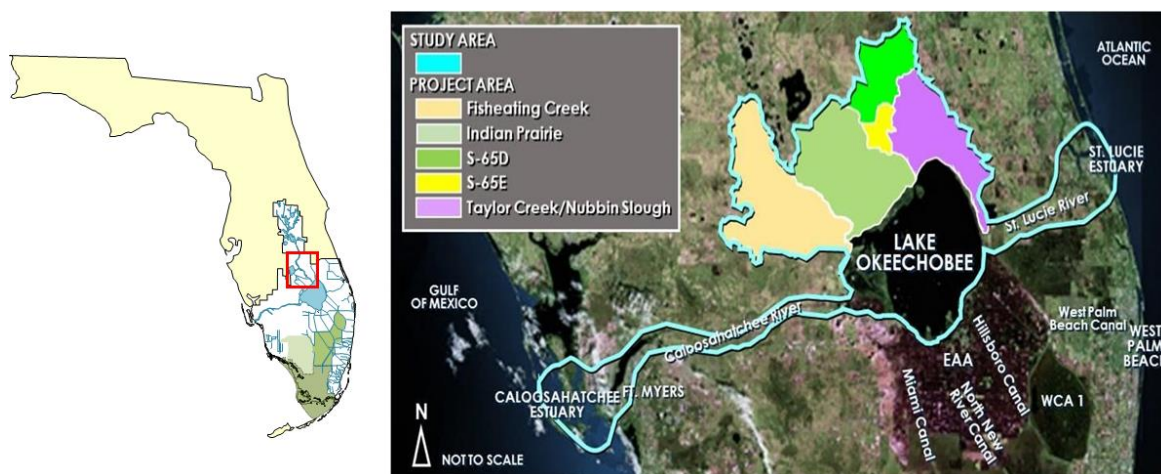 STUDY AREA
PROJECT AREA
Fisheating Creek
Indian Prairie
S-65D
S-65E
Taylor Creek/Nubbin Slough
ATLANTIC
OCEAN
ST. LUCIE
ESTUARY
St. Lucie River
LAKE
OKEECHOBEE
GULF
OF MEXICO
Caloosahatchee River
West Palm
Beach Canal
WEST
PALM
BEACH
EAA
Hillsboro Canal
WCA 1
North New
River Canal
Miami Canal
CALOOSAHATCHEE
ESTUARY
FT. MYERS
N
NOT TO SCALE